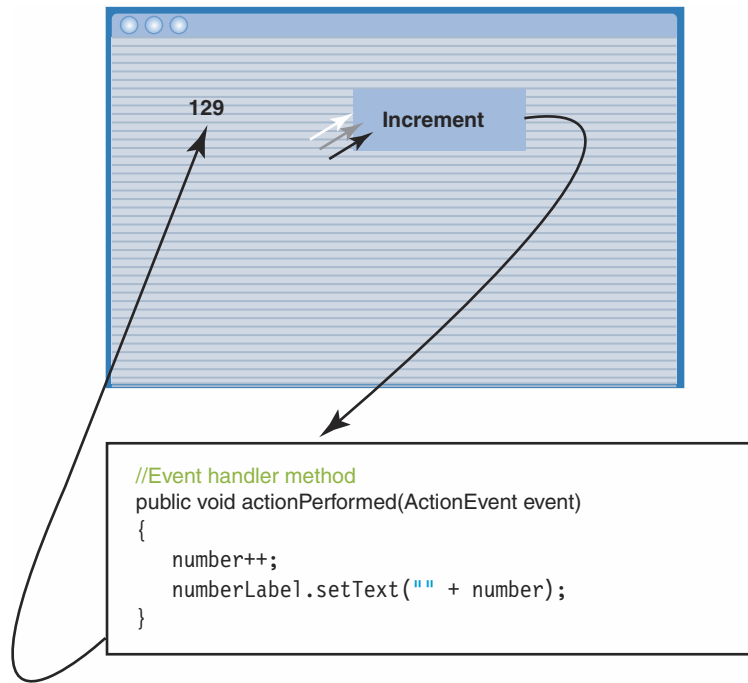 129
Increment
//Event handler method
public void actionPerformed(ActionEvent event)
{
number++;
numberLabel.setText("" + number);
}